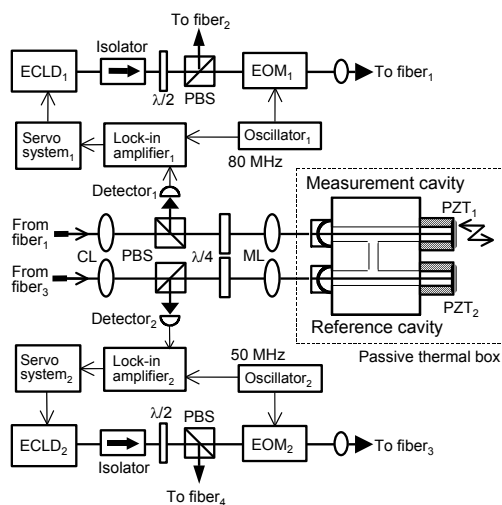 To fiber2
Isolator
ECLD1
EOM1
λ/2
PBS
To fiber1
Servo
system1
Lock-in
amplifier1
Oscillator1
80 MHz
Detector1
Measurement cavity
PZT1
From
fiber1
CL
PBS
λ/4
ML
From
fiber3
PZT2
Detector2
Reference cavity
Passive thermal box
Servo
system2
Lock-in
amplifier2
50 MHz
Oscillator2
λ/2
PBS
ECLD2
EOM2
To fiber3
Isolator
To fiber4